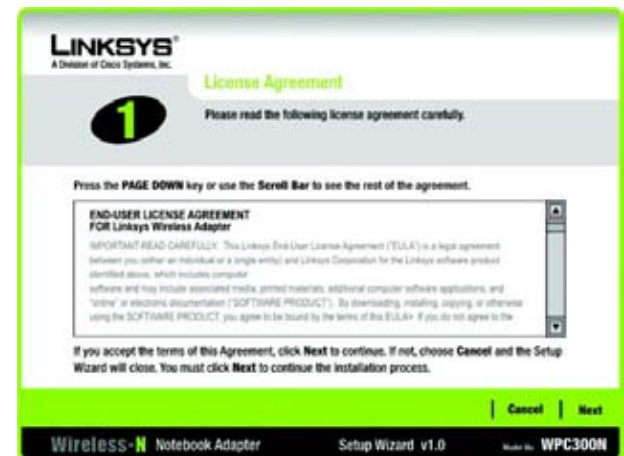 LINKSYS®
A Division of Cisco Systems, Inc.
License Agreement
1
Please read the following license agreement carefully.
Press the PAGE DOWN key or use the Scroll Bar to see the rest of the agreement.
END-USER LICENSE AGREEMENT
FOR Linksys Wireless Adapter
IMPORTANT-READ CAREFULLY: This Linksys End-User License Agreement ("EULA") is a legal agreement
between you (either an individual or a single entity) and Linksys Corporation for the Linksys software product
identified above, which includes computer
software and may include associated media, printed materials, additional computer software applications, and
"online" or electronic documentation ("SOFTWARE PRODUCT"). By downloading, installing, copying, or otherwise
using the SOFTWARE PRODUCT, you agree to be bound by the terms of this EULA. If you do not agree to the
If you accept the terms of this Agreement, click Next to continue. If not, choose Cancel and the Setup
Wizard will close. You must click Next to continue the installation process.
Cancel
Next
Wireless-N Notebook Adapter
Setup Wizard v1.0
Model No. WPC300N